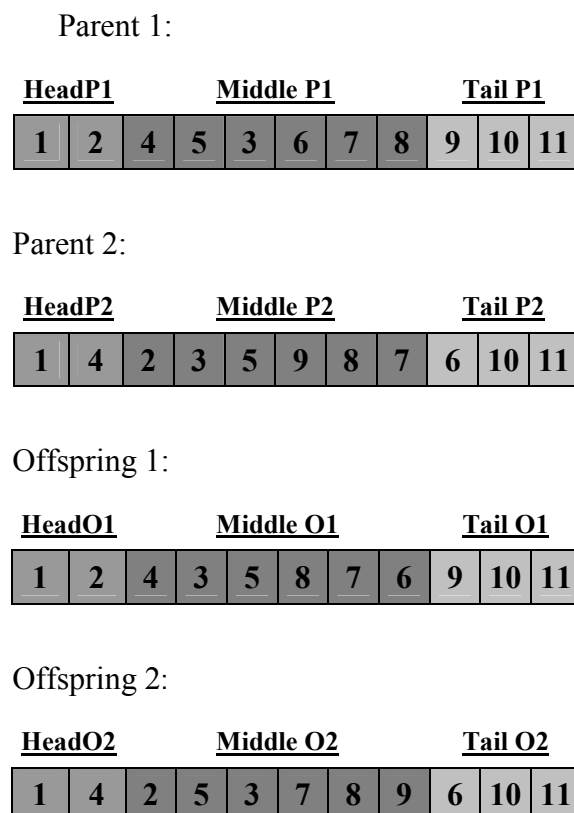 Parent 1:
HeadP1 Middle P1 Tail P1
1 2 4 5 3 6 7 8 9 10 11
Parent 2:
HeadP2 Middle P2 Tail P2
1 4 2 3 5 9 8 7 6 10 11
Offspring 1:
HeadO1 Middle O1 Tail O1
1 2 4 3 5 8 7 6 9 10 11
Offspring 2:
HeadO2 Middle O2 Tail O2
1 4 2 5 3 7 8 9 6 10 11